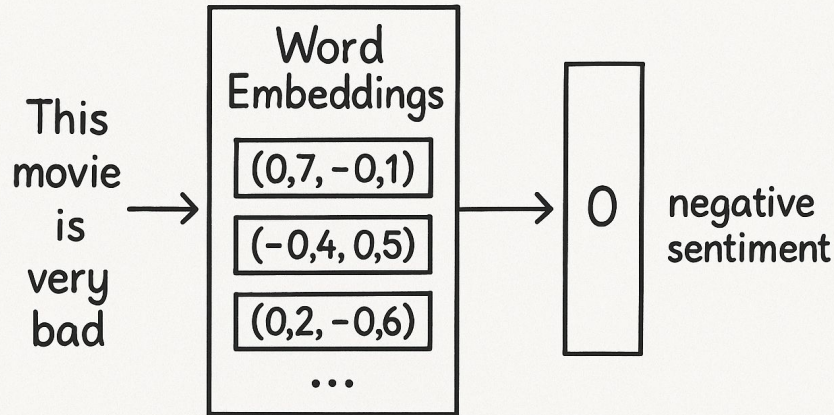 This
movie
is
very
bad
Word
Embeddings
(0,7, -0,1)
(-0,4, 0,5)
(0,2, -0,6)
...
0
negative
sentiment